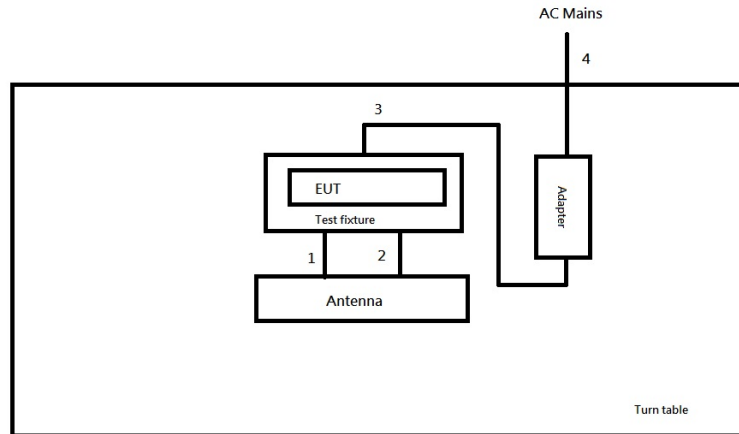 AC Mains
4
3
EUT
Test fixture
Adapter
1
2
Antenna
Turn table